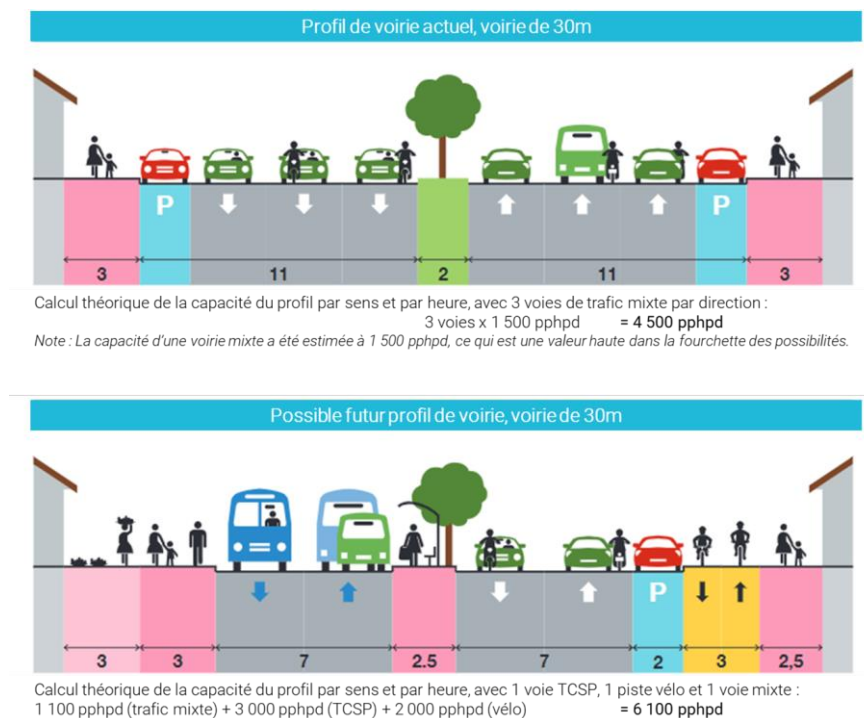 Profil de voirie actuel, voirie de 30m
P
P
3
11
2
11
3
Calcul théorique de la capacité du profil par sens et par heure, avec 3 voies de trafic mixte par direction :
3 voies x 1 500 pphpd = 4 500 pphpd
Note : La capacité d'une voirie mixte a été estimée à 1 500 pphpd, ce qui est une valeur haute dans la fourchette des possibilités.
Possible futur profil de voirie, voirie de 30m
P
3
3
7
2.5
7
2
3
2,5
Calcul théorique de la capacité du profil par sens et par heure, avec 1 voie TCSP, 1 piste vélo et 1 voie mixte :
1 100 pphpd (trafic mixte) + 3 000 pphpd (TCSP) + 2 000 pphpd (vélo) = 6 100 pphpd